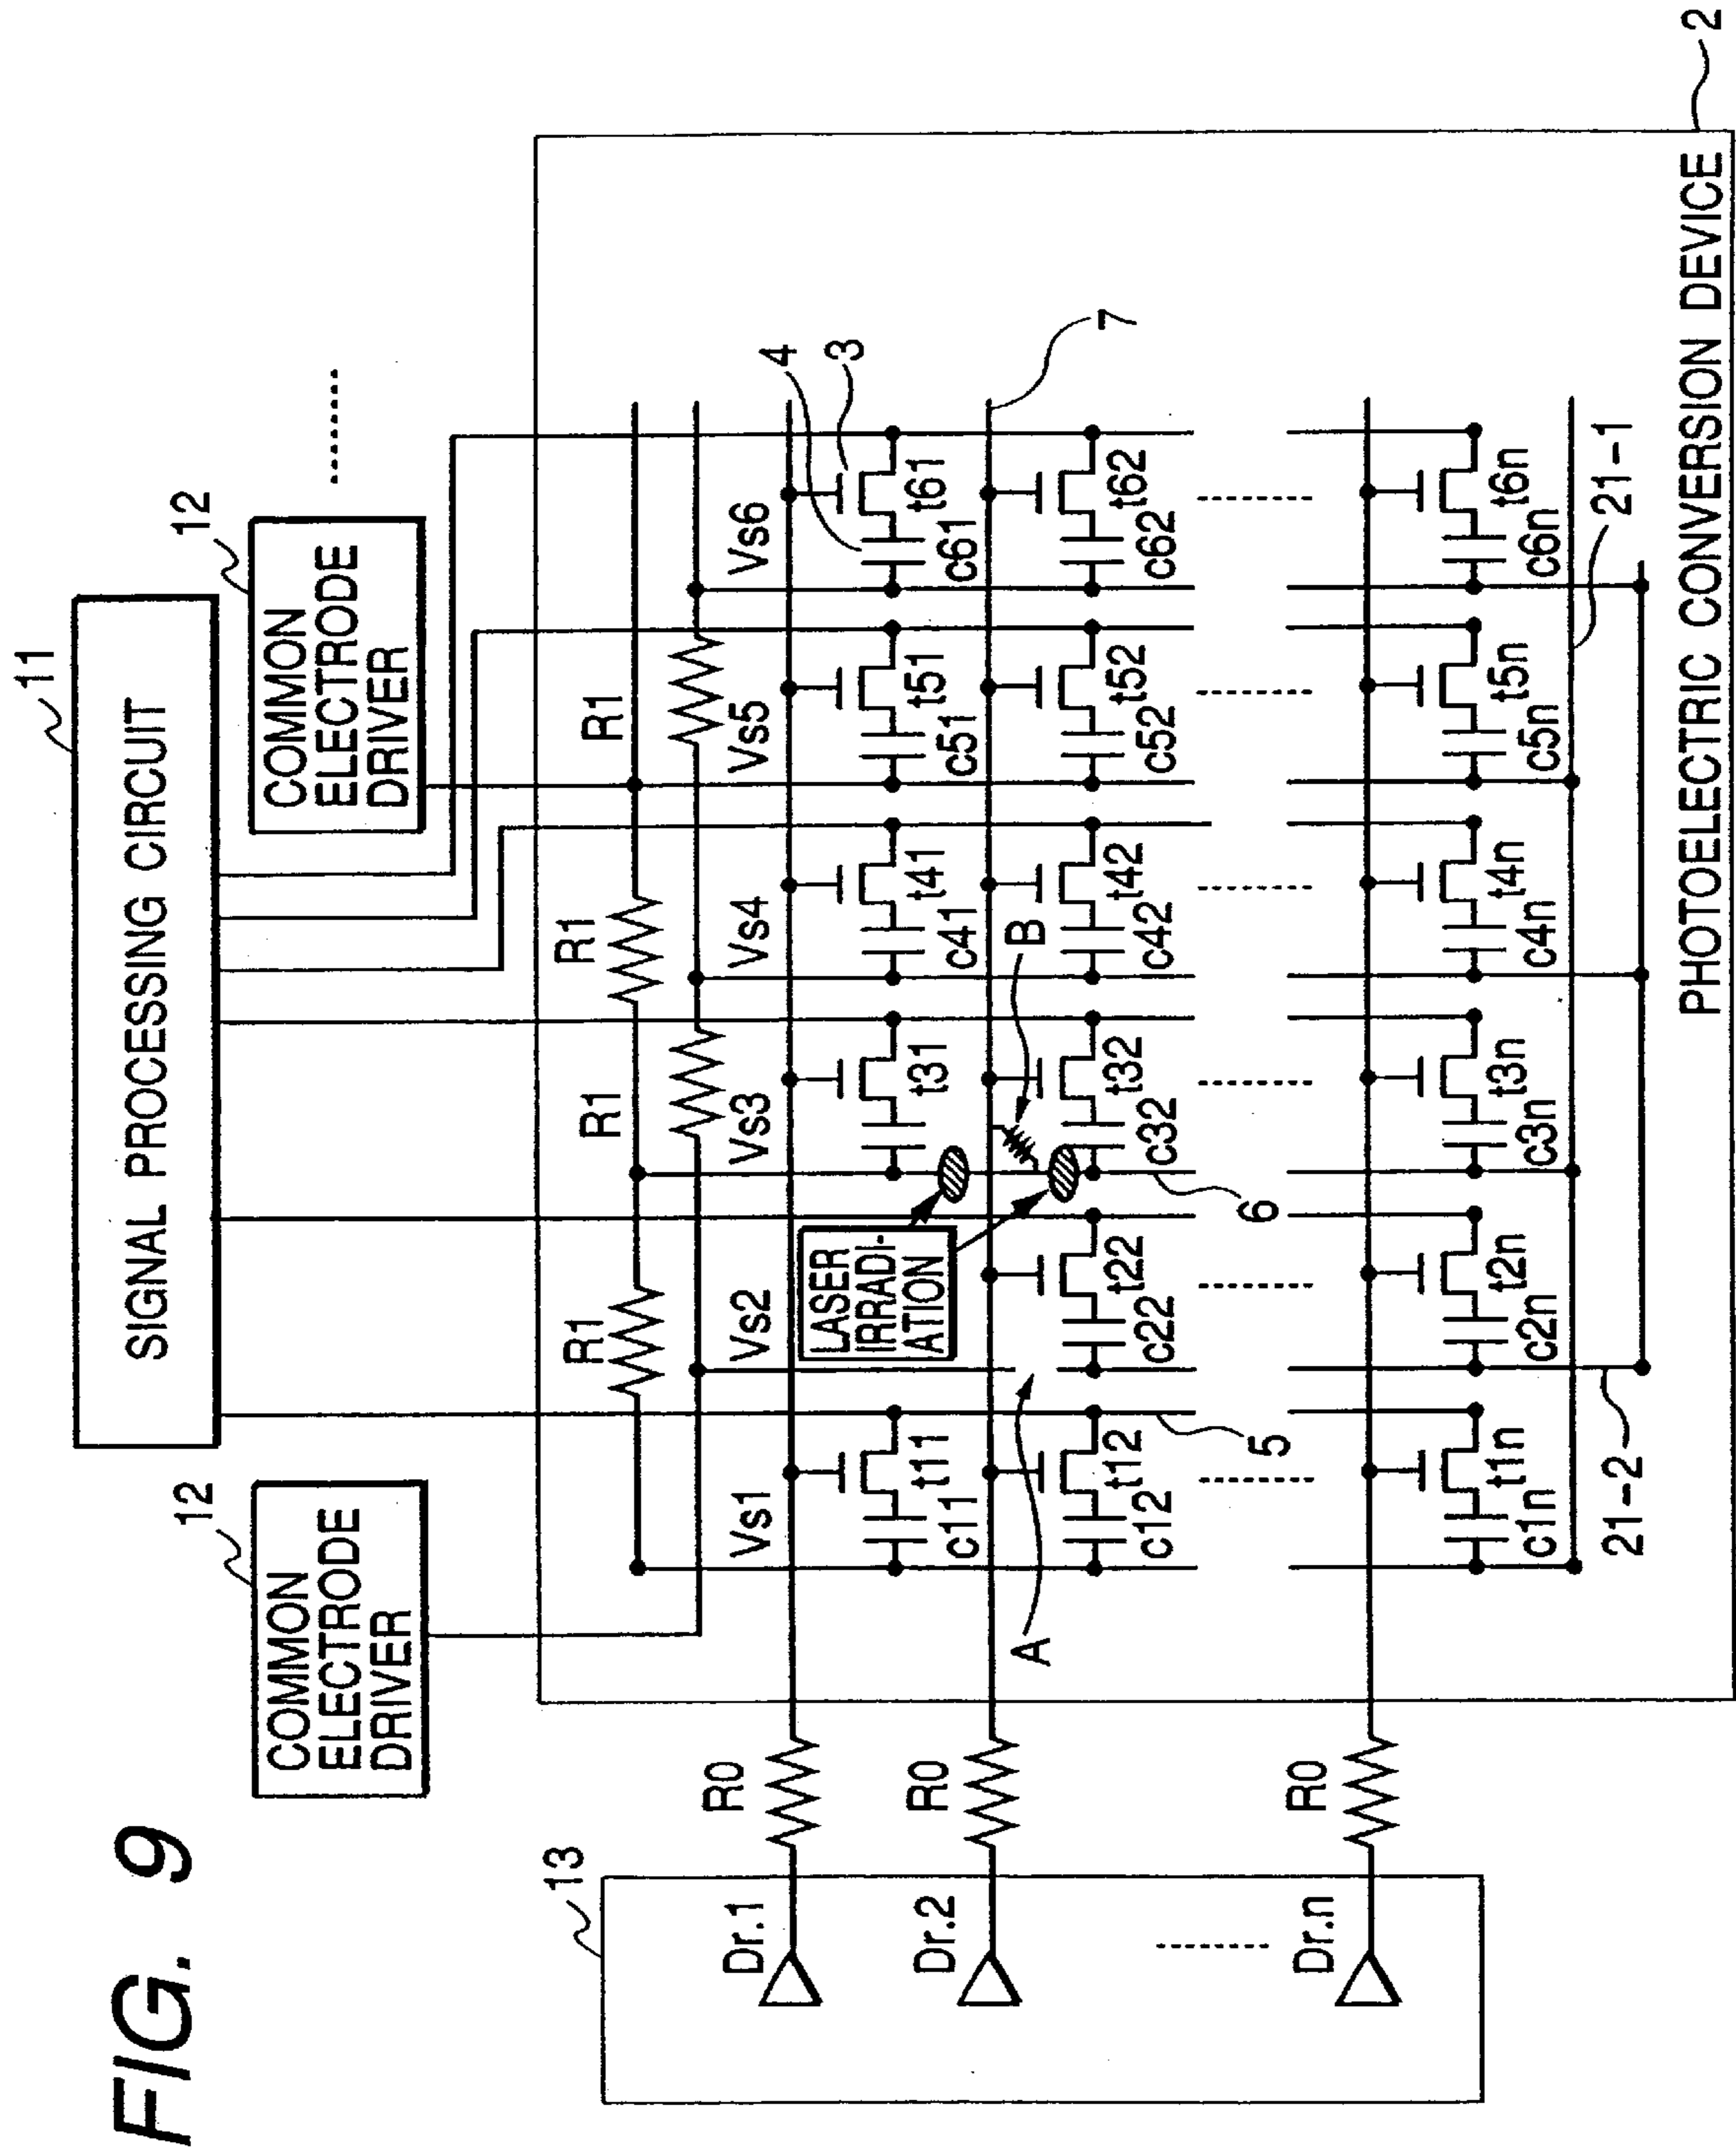 FIG. 9
11
SIGNAL PROCESSING CIRCUIT
12
COMMON
ELECTRODE
DRIVER
12
COMMON
ELECTRODE
DRIVER
R1
R1
R1
R1
Vs1
Vs2
Vs3
Vs4
Vs5
Vs6
4
3
13
Dr.1
R0
c11
t11
t31
c41
t41
c51
t51
c61
t61
LASER
IRRADI-
ATION
B
7
Dr.2
R0
A
c12
t12
c22
t22
c32
t32
c42
t42
c52
t52
c62
t62
5
6
Dr.n
R0
c1n
t1n
c2n
t2n
c3n
t3n
c4n
t4n
c5n
t5n
c6n
t6n
21-2
21-1
PHOTOELECTRIC CONVERSION DEVICE
2